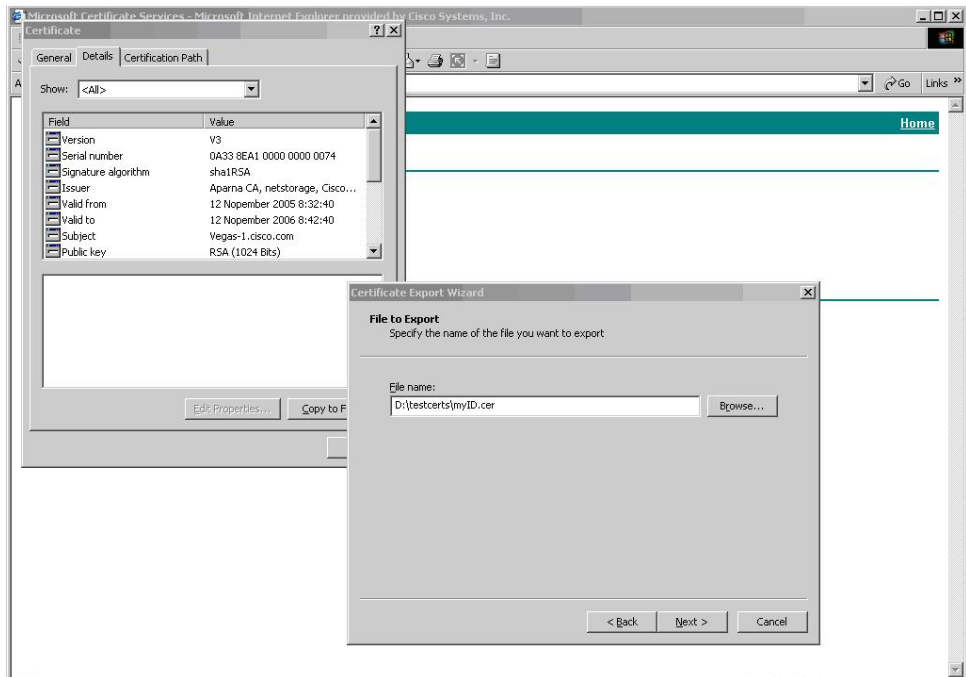 Microsoft Certificate Services - Microsoft Internet Explorer provided by Cisco Systems, Inc.
Certificate
General Details Certification Path
Show: <All>
Field Value
Version V3
Serial number 0A33 8EA1 0000 0000 0074
Signature algorithm sha1RSA
Issuer Aparna CA, netstorage, Cisco...
Valid from 12 Nopember 2005 8:32:40
Valid to 12 Nopember 2006 8:42:40
Subject Vegas-1.cisco.com
Public key RSA (1024 Bits)
Edit Properties... Copy to F
Go Links »
Home
Certificate Export Wizard
File to Export
Specify the name of the file you want to export
File name:
D:\testcerts\myID.cer Browse...
< Back Next > Cancel